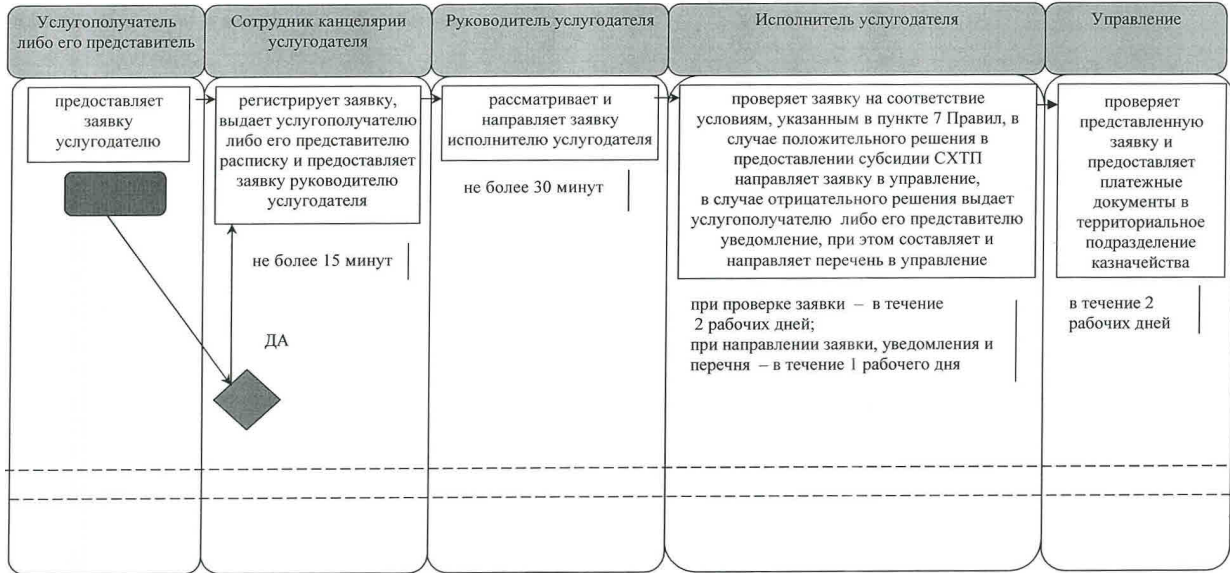 Услугополучатель
либо его представитель
Сотрудник канцелярии
услугодателя
Руководитель услугодателя
Исполнитель услугодателя
Управление
предоставляет
заявку
услугодателю
регистрирует заявку,
выдает услугополучателю
либо его представителю
расписку и предоставляет
заявку руководителю
услугодателя
не более 15 минут
ДА
рассматривает и
направляет заявку
исполнителю услугодателя
не более 30 минут
проверяет заявку на соответствие
условиям, указанным в пункте 7 Правил, в
случае положительного решения в
предоставлении субсидии СХТП
направляет заявку в управление,
в случае отрицательного решения выдает
услугополучателю либо его представителю
уведомление, при этом составляет и
направляет перечень в управление
при проверке заявки – в течение
2 рабочих дней;
при направлении заявки, уведомления и
перечня – в течение 1 рабочего дня
проверяет
представленную
заявку и
предоставляет
платежные
документы в
территориальное
подразделение
казначейства
в течение 2
рабочих дней